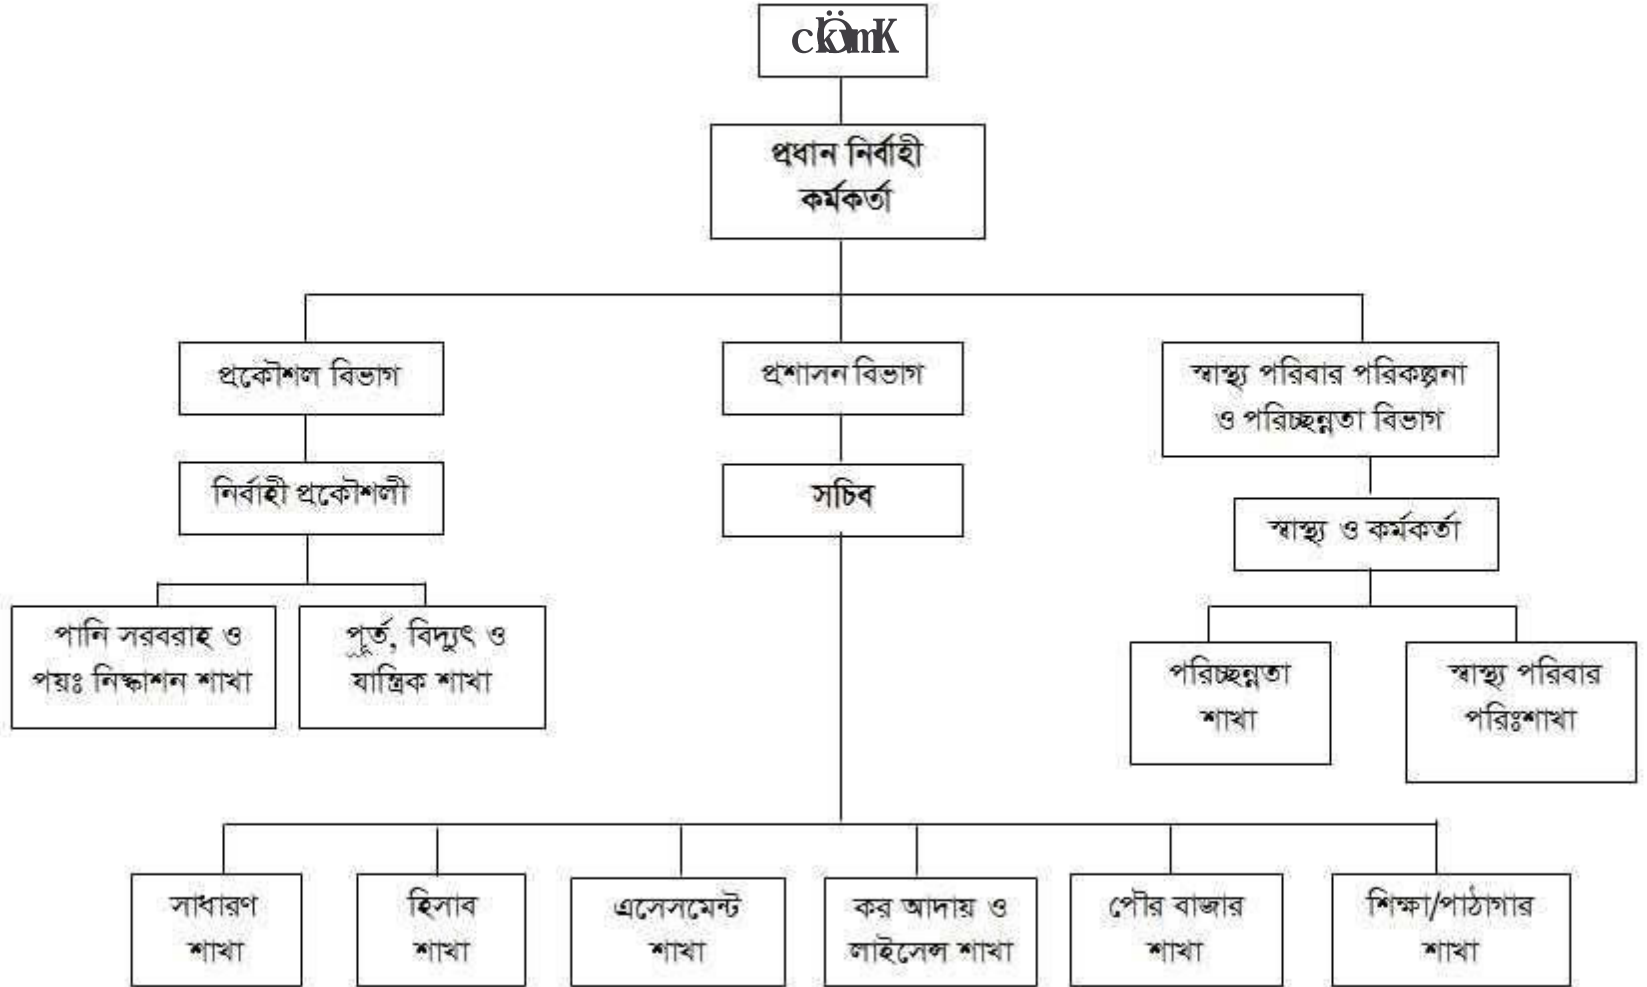 প্রধান নির্বাহী
কর্মকর্তা
প্রকৌশল বিভাগ
প্রশাসন বিভাগ
স্বাস্থ্য পরিবার পরিকল্পনা
ও পরিচ্ছন্নতা বিভাগ
নির্বাহী প্রকৌশলী
সচিব
স্বাস্থ্য ও কর্মকর্তা
পানি সরবরাহ ও
পয়ঃ নিষ্কাশন শাখা
পূর্ত, বিদ্যুৎ ও
যান্ত্রিক শাখা
পরিচ্ছন্নতা
শাখা
স্বাস্থ্য পরিবার
পরিঃশাখা
সাধারণ
শাখা
হিসাব
শাখা
এসেসমেন্ট
শাখা
কর আদায় ও
লাইসেন্স শাখা
পৌর বাজার
শাখা
শিক্ষা/পাঠাগার
শাখা